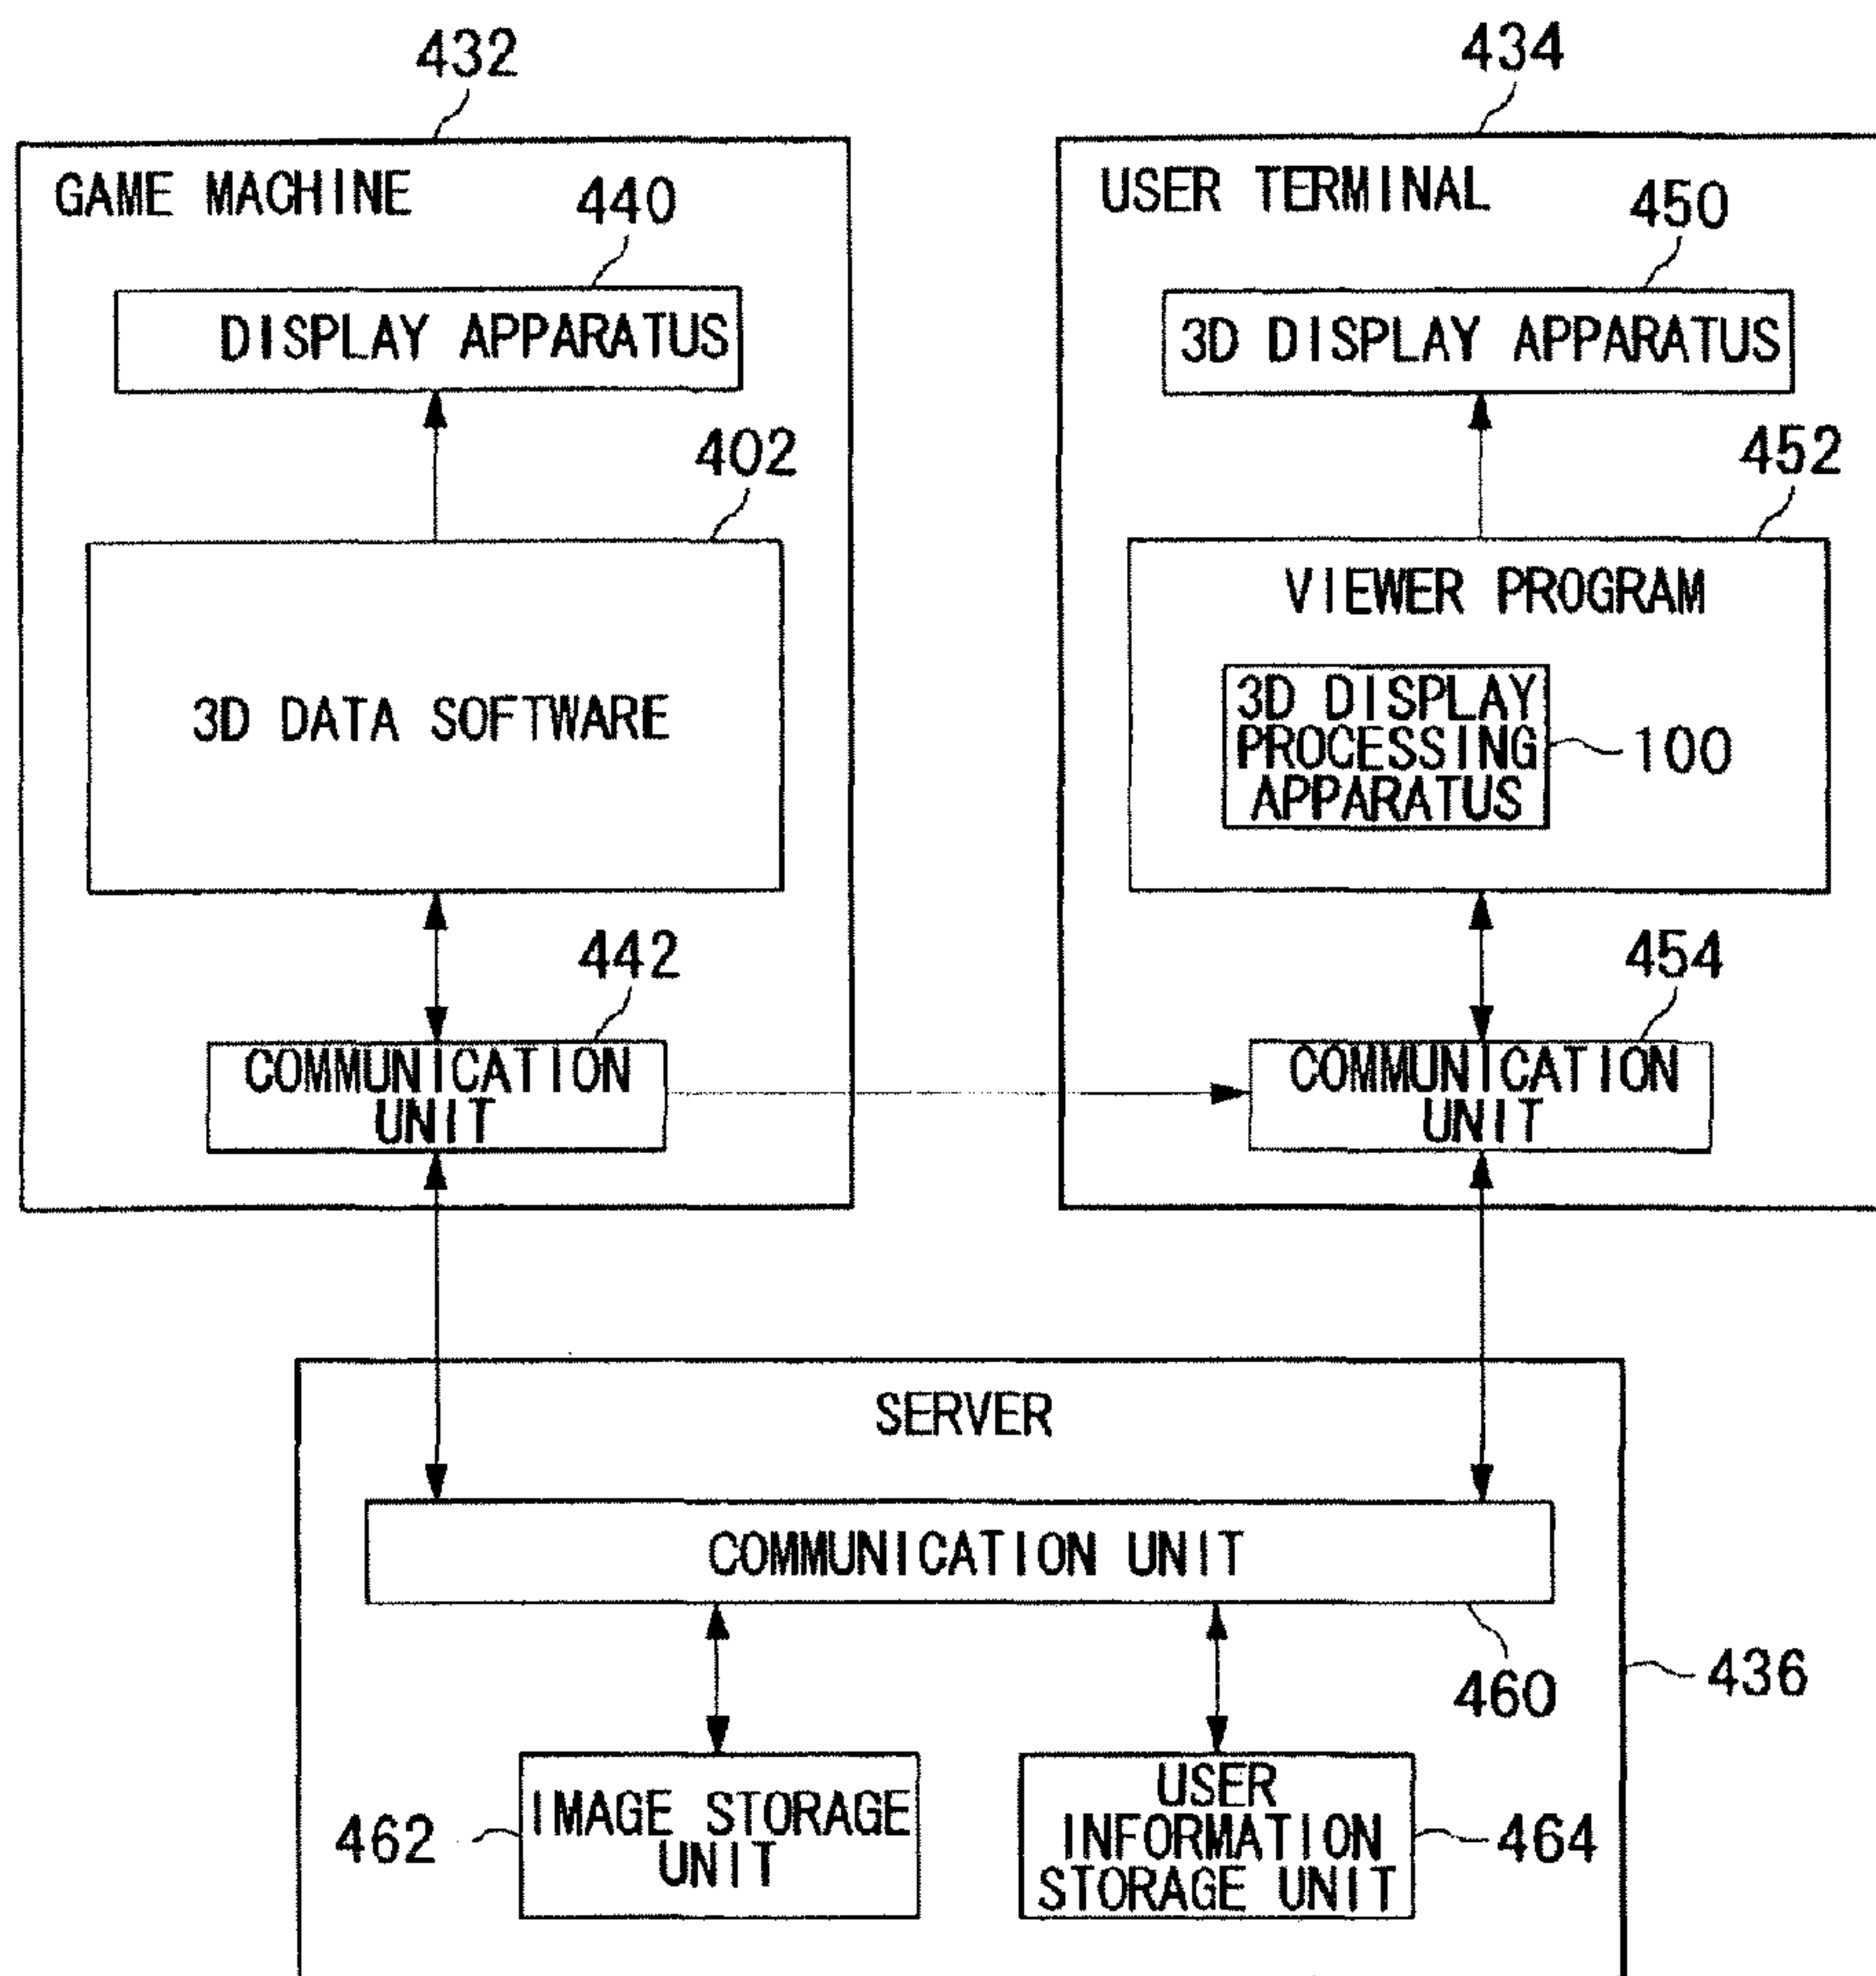 432
GAME MACHINE
440
DISPLAY APPARATUS
402
3D DATA SOFTWARE
442
COMMUNICATION
UNIT
434
USER TERMINAL
450
3D DISPLAY APPARATUS
452
VIEWER PROGRAM
3D DISPLAY
PROCESSING
APPARATUS
100
454
COMMUNICATION
UNIT
SERVER
COMMUNICATION UNIT
460
436
IMAGE STORAGE
UNIT
462
USER
INFORMATION
STORAGE UNIT
464